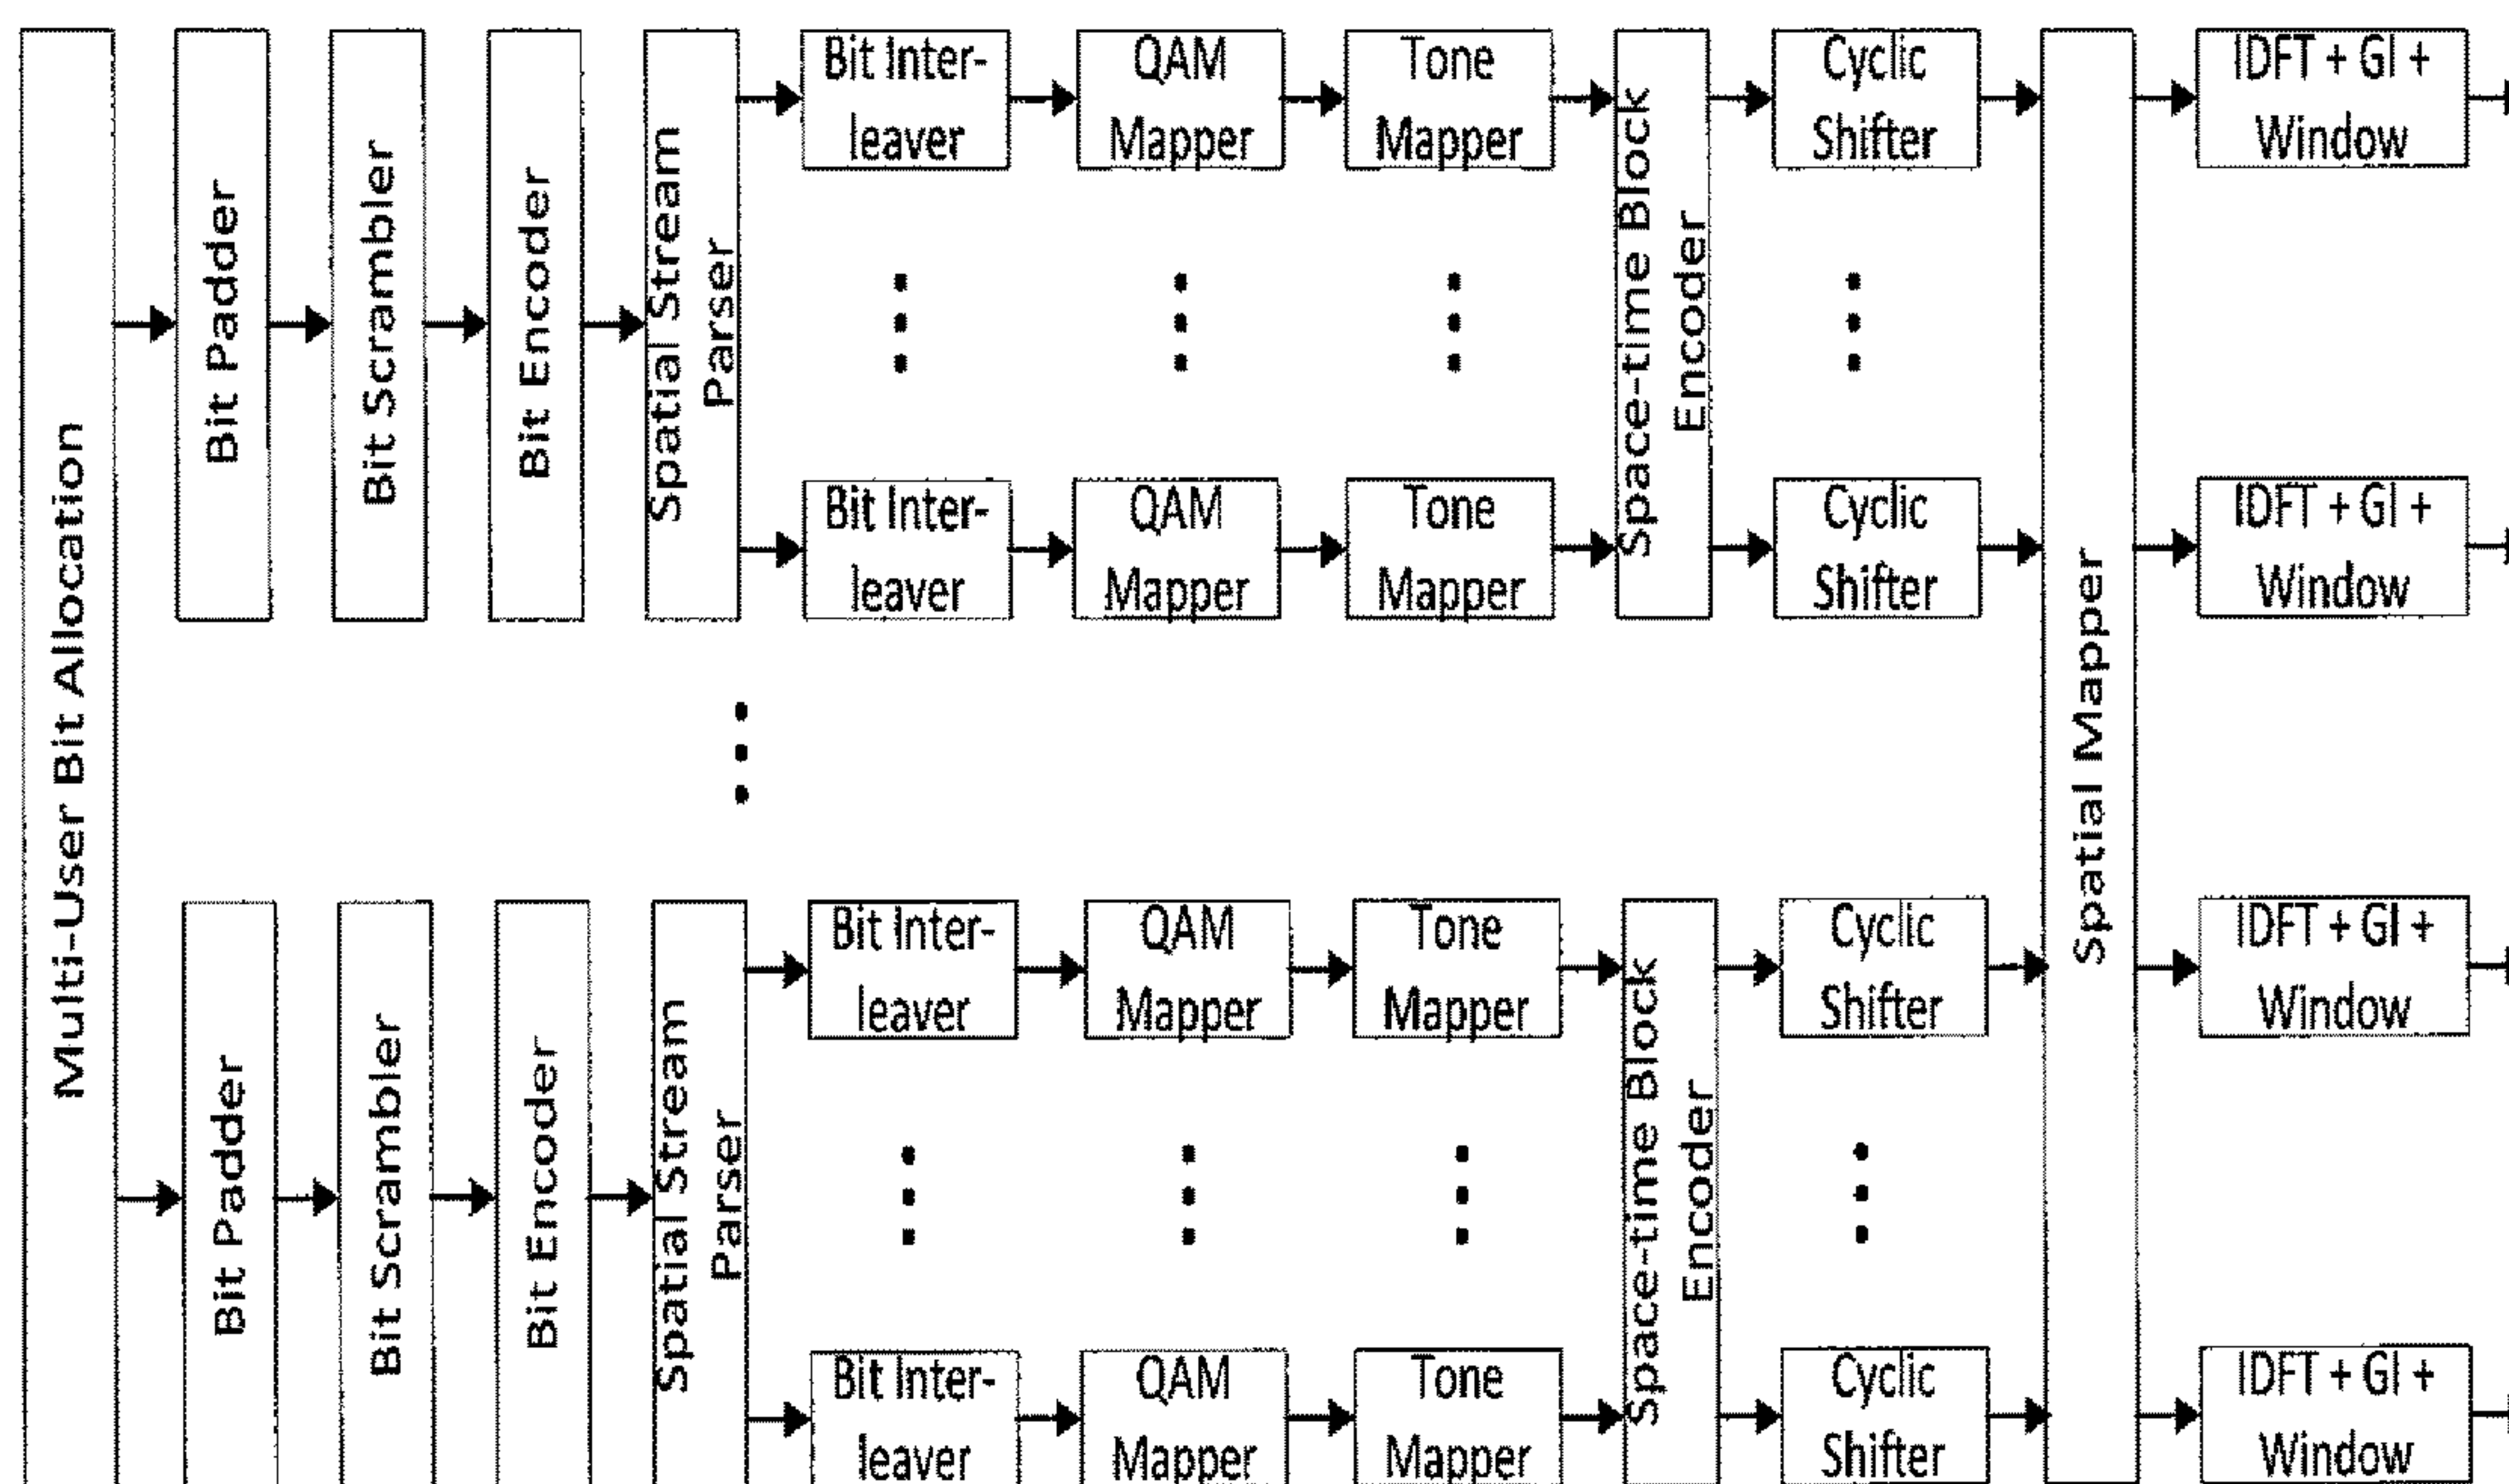 Multi-User Bit Allocation
Bit Padder
Bit Scrambler
Bit Encoder
Spatial Stream
Parser
Bit Inter-
leaver
QAM
Mapper
Tone
Mapper
Space-time Block
Encoder
Cyclic
Shifter
Spatial Mapper
IDFT + GI +
Window
Bit Inter-
leaver
QAM
Mapper
Tone
Mapper
Cyclic
Shifter
IDFT + GI +
Window
Bit Padder
Bit Scrambler
Bit Encoder
Spatial Stream
Parser
Bit Inter-
leaver
QAM
Mapper
Tone
Mapper
Space-time Block
Encoder
Cyclic
Shifter
IDFT + GI +
Window
Bit Inter-
leaver
QAM
Mapper
Tone
Mapper
Cyclic
Shifter
IDFT + GI +
Window